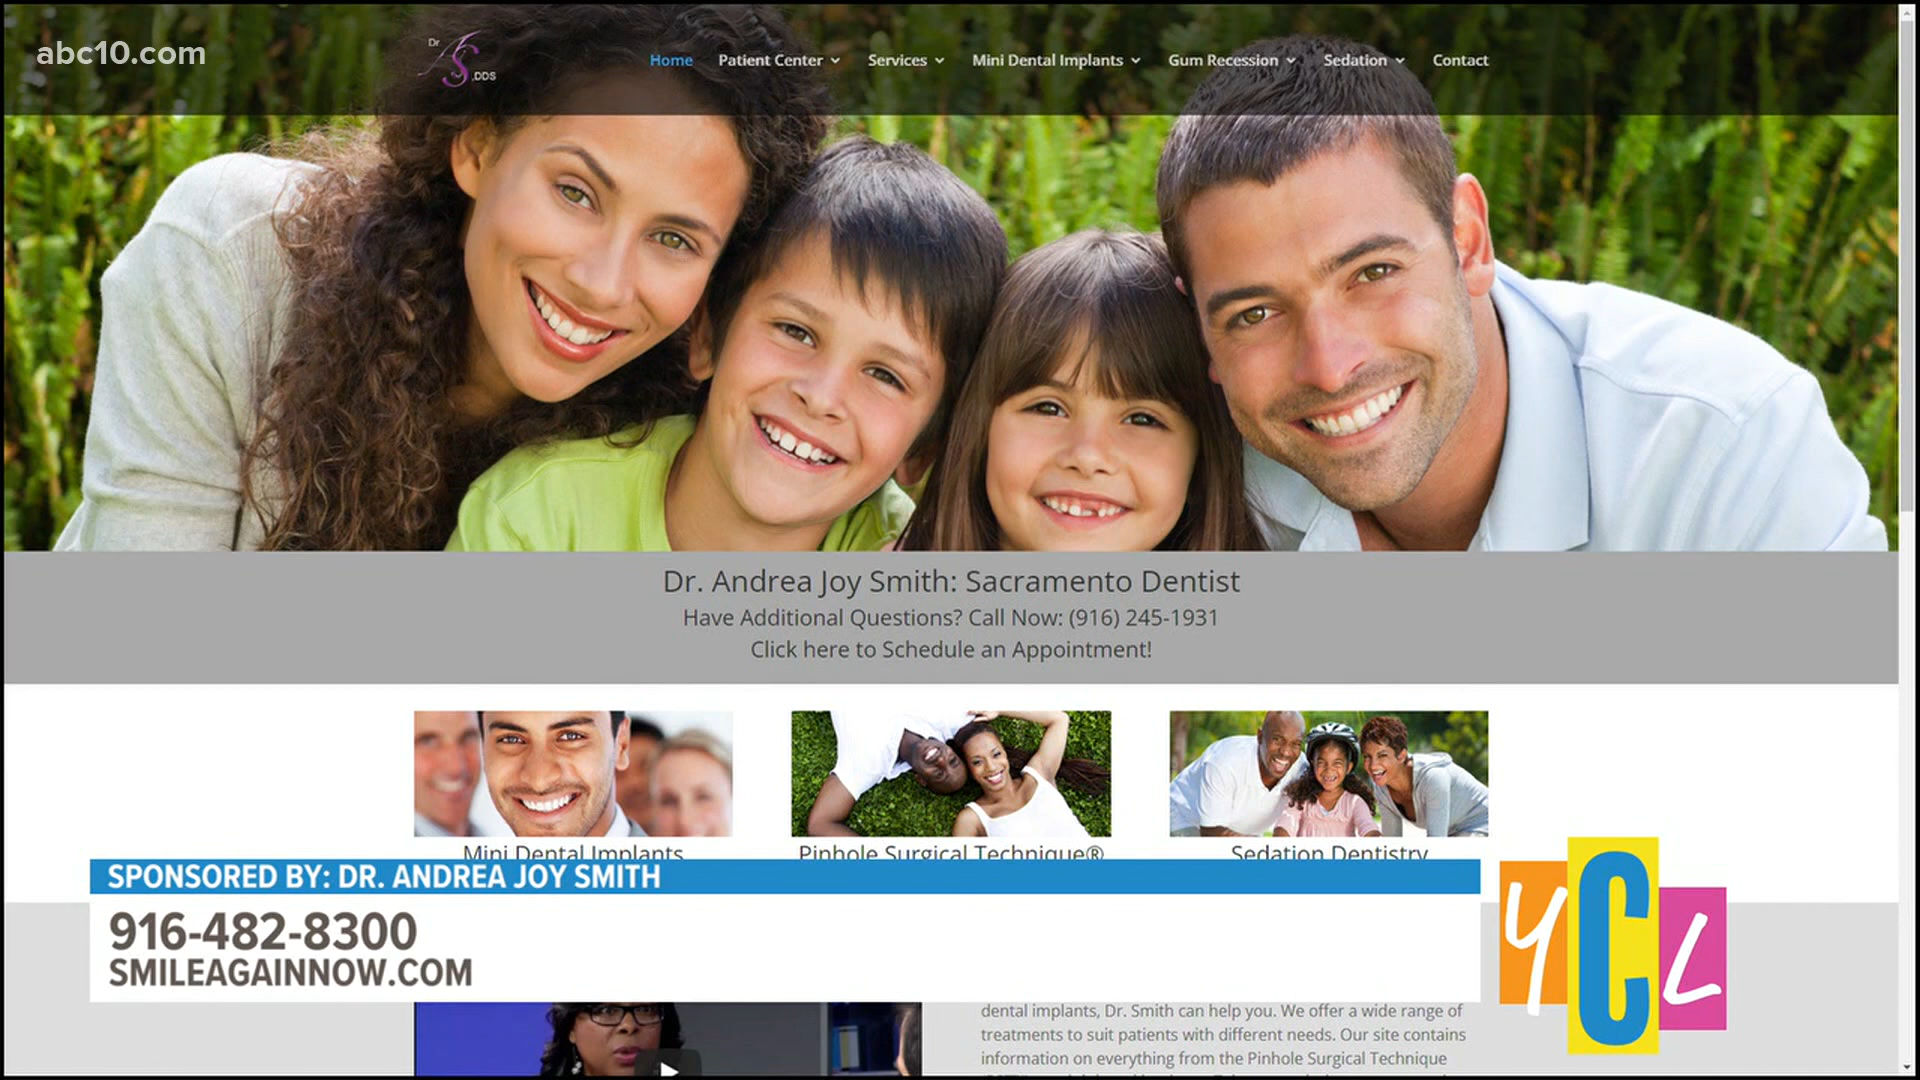 abc10.com
Dr
AS
.DDS
Home Patient Center Services Mini Dental Implants Gum Recession Sedation Contact
Dr. Andrea Joy Smith: Sacramento Dentist
Have Additional Questions? Call Now: (916) 245-1931
Click here to Schedule an Appointment!
Mini Dental Implants Pinhole Surgical Technique® Sedation Dentistry
SPONSORED BY: DR. ANDREA JOY SMITH
916-482-8300
SMILEAGAINNOW.COM
YCL
dental implants, Dr. Smith can help you. We offer a wide range of
treatments to suit patients with different needs. Our site contains
information on everything from the Pinhole Surgical Technique